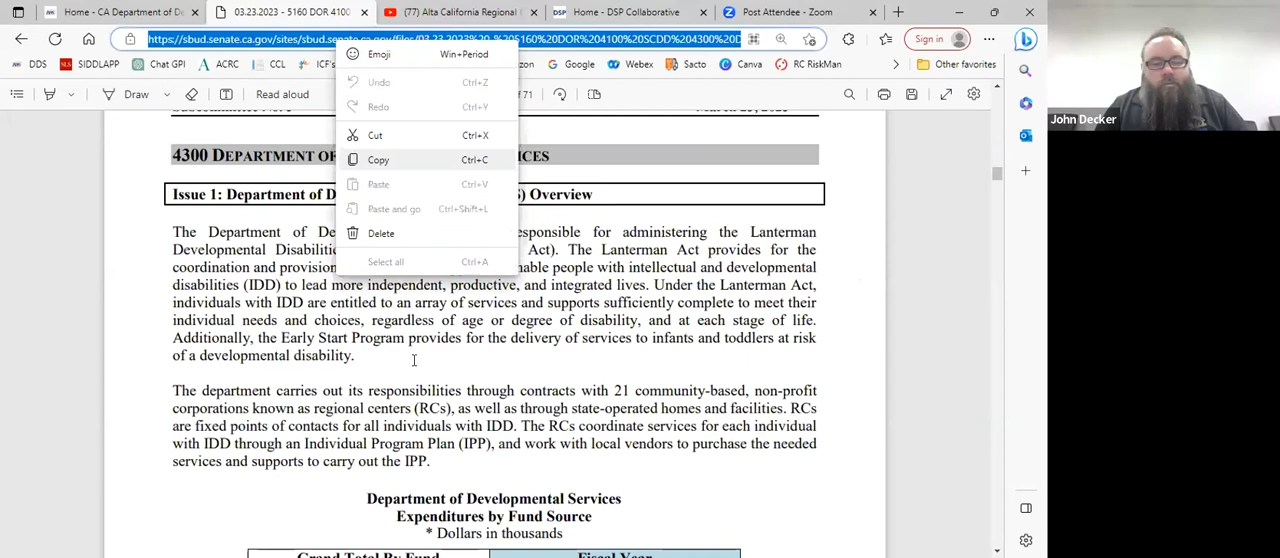 Home - CA Department of De
03.23.2023 - 5160 DOR 4100
(77) Alta California Regional
Home - DSP Collaborative
Post Attendee - Zoom
https://sbud.senate.ca.gov/sites/sbud.senate.ca.gov/files/03.23.2023%20-%205160%20DOR%204100%20SCDD%204300%20D
Sign in
DDS
SIDDLAPP
Chat GPI
ACRC
CCL
ICF's
Google
Webex
Sacto
Canva
RC RiskMan
Other favorites
Draw
Read aloud
of 71
Emoji Win+Period
Undo Ctrl+Z
Redo Ctrl+Y
Cut Ctrl+X
Copy Ctrl+C
Paste Ctrl+V
Paste and go Ctrl+Shift+L
Delete
Select all Ctrl+A
John Decker
4300 DEPARTMENT OF
ICES
Issue 1: Department of D
) Overview
The Department of De
esponsible for administering the Lanterman
Developmental Disabilitie
Act). The Lanterman Act provides for the
coordination and provision
nable people with intellectual and developmental
disabilities (IDD) to lead more independent, productive, and integrated lives. Under the Lanterman Act,
individuals with IDD are entitled to an array of services and supports sufficiently complete to meet their
individual needs and choices, regardless of age or degree of disability, and at each stage of life.
Additionally, the Early Start Program provides for the delivery of services to infants and toddlers at risk
of a developmental disability.
The department carries out its responsibilities through contracts with 21 community-based, non-profit
corporations known as regional centers (RCs), as well as through state-operated homes and facilities. RCs
are fixed points of contacts for all individuals with IDD. The RCs coordinate services for each individual
with IDD through an Individual Program Plan (IPP), and work with local vendors to purchase the needed
services and supports to carry out the IPP.
Department of Developmental Services
Expenditures by Fund Source
* Dollars in thousands
Grand Total By Fund
Fiscal Year